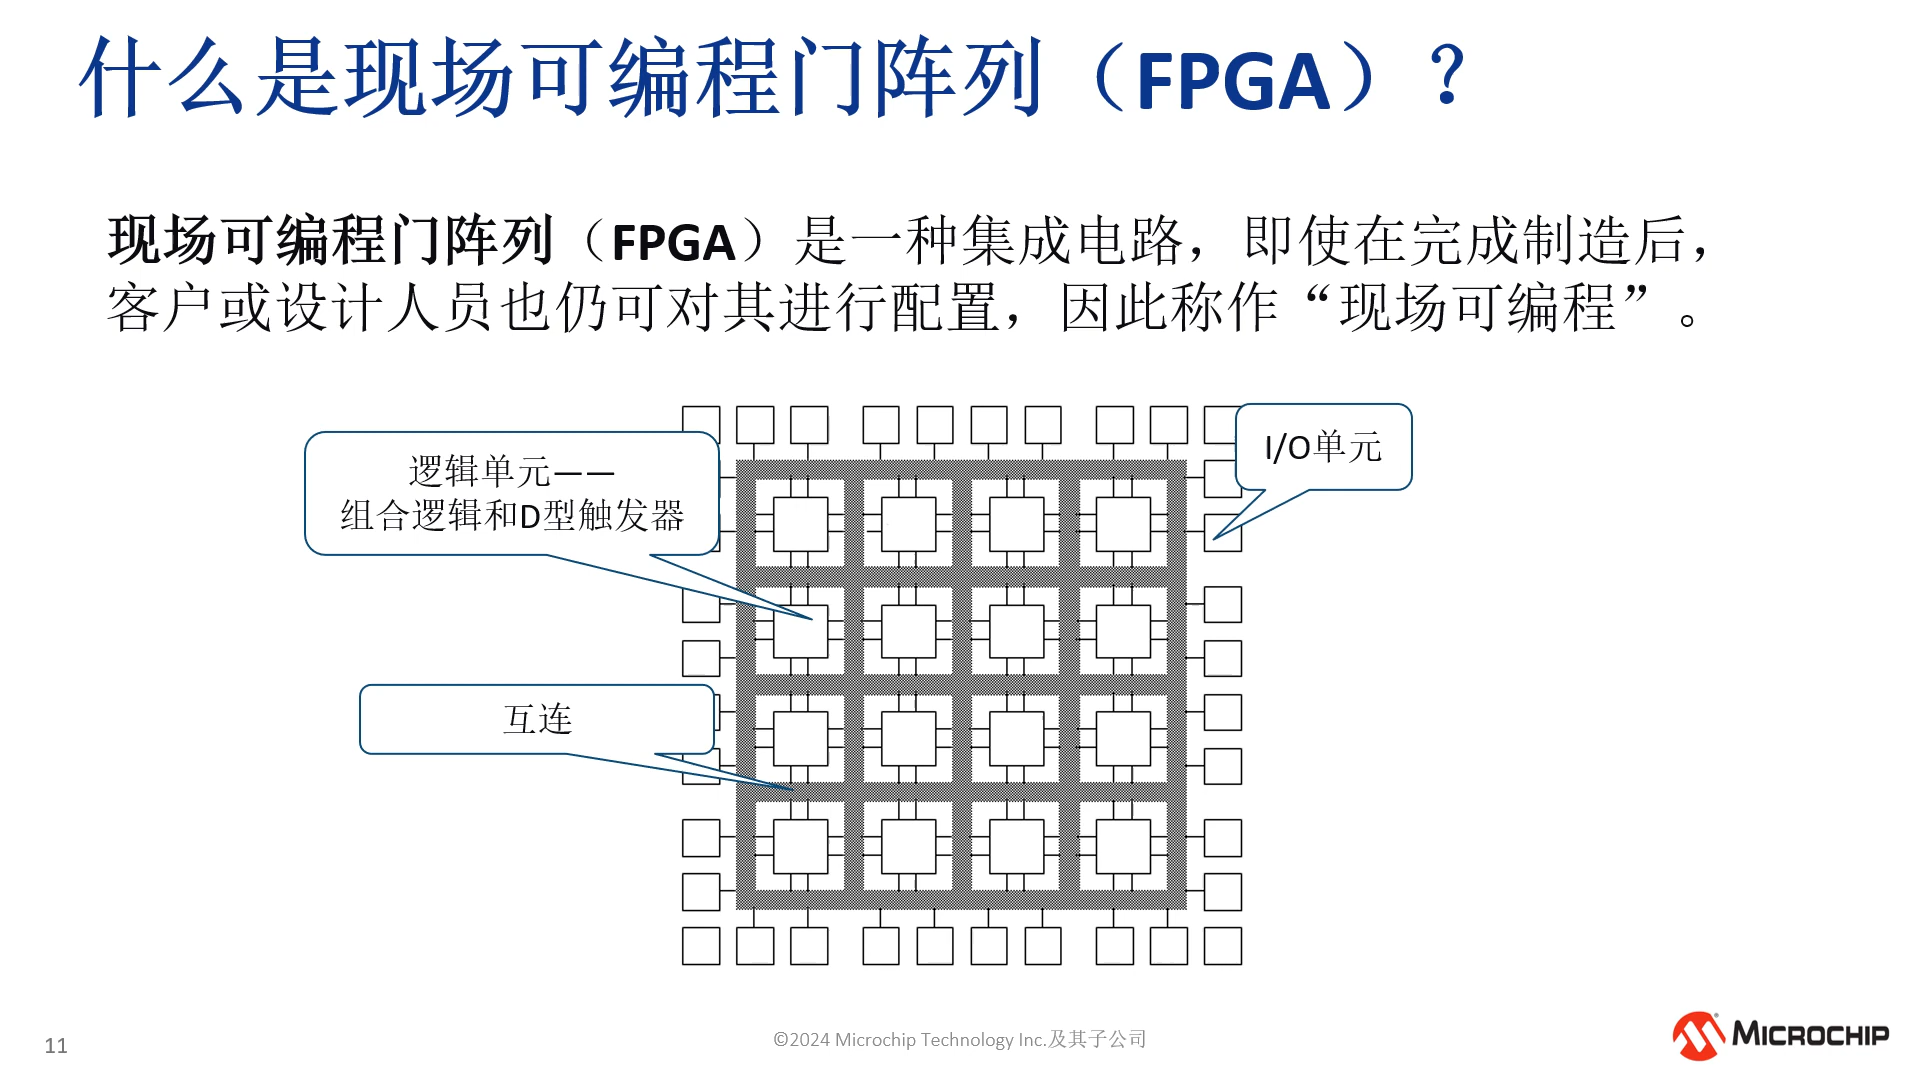 什么是现场可编程门阵列（FPGA）？
现场可编程门阵列（FPGA）是一种集成电路，即使在完成制造后，
客户或设计人员也仍可对其进行配置，因此称作“现场可编程”。
逻辑单元——
组合逻辑和D型触发器
I/O单元
互连
11
©2024 Microchip Technology Inc.及其子公司
MICROCHIP